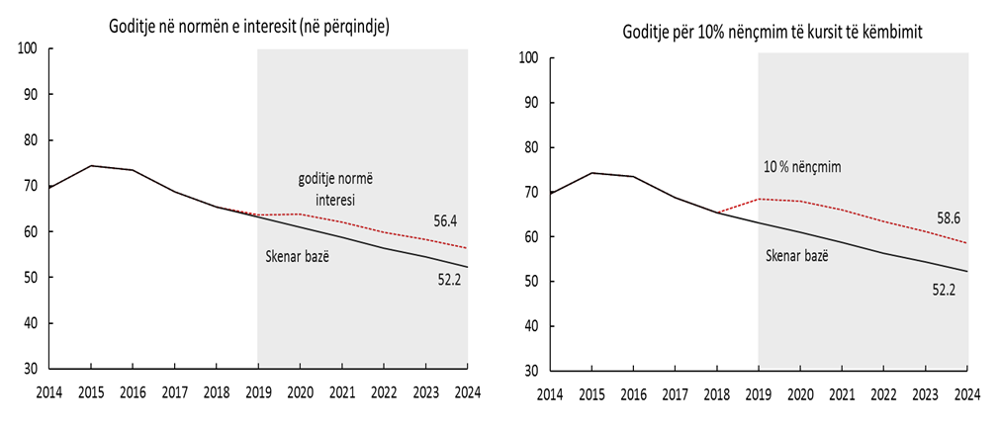 Goditje në normën e interesit (në përqindje)
100
90
80
70
60
50
40
30
goditje normë
interesi
56.4
Skenar bazë
52.2
2014 2015 2016 2017 2018 2019 2020 2021 2022 2023 2024
Goditje për 10% nënçmim të kursit të këmbimit
100
90
80
70
60
50
40
30
10 % nënçmim
58.6
Skenar bazë
52.2
2014 2015 2016 2017 2018 2019 2020 2021 2022 2023 2024